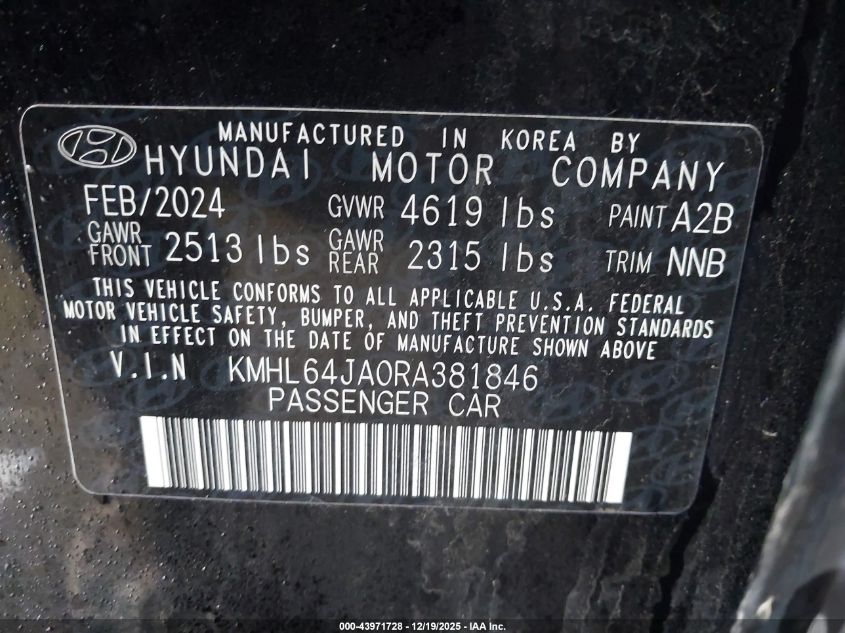 MANUFACTURED IN KOREA BY
HYUNDAI MOTOR COMPANY
FEB/2024 GVWR 4619 lbs PAINT A2B
GAWR FRONT 2513 lbs GAWR REAR 2315 lbs TRIM NNB
THIS VEHICLE CONFORMS TO ALL APPLICABLE U.S.A. FEDERAL
MOTOR VEHICLE SAFETY, BUMPER, AND THEFT PREVENTION STANDARDS
IN EFFECT ON THE DATE OF MANUFACTURE SHOWN ABOVE
V.I.N KMHL64JA0RA381846
PASSENGER CAR
000-43971728 - 12/19/2025 - IAA Inc.